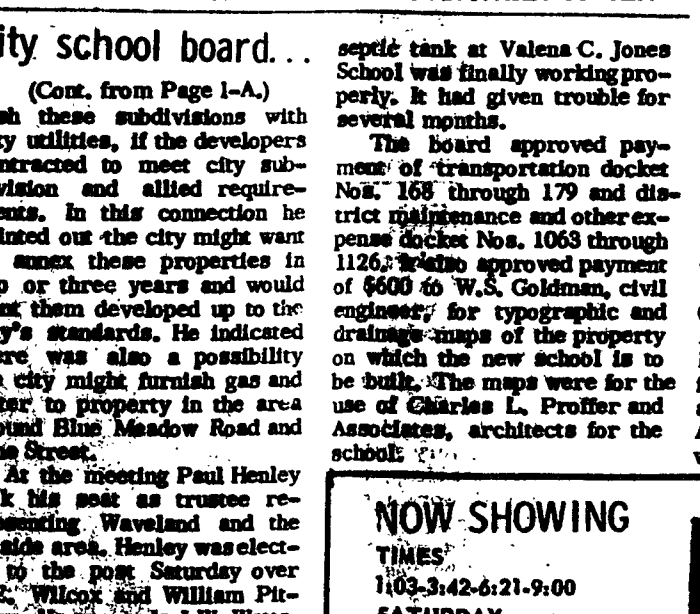 ity school board...
(Cont. from Page 1-A.)
sh these subdivisions with
ty utilities, if the developers
ntracted to meet city sub-
vision and allied require-
ents. In this connection he
inted out the city might want
annex these properties in
o or three years and would
nt them developed up to the
y's standards. He indicated
ere was also a possibility
e city might furnish gas and
ter to property in the area
ound Blue Meadow Road and
ne Street.
At the meeting Paul Henley
k his seat as trustee re-
senting Waveland and the
side area. Henley was elect-
to the post Saturday over
Wilcox and William Pit-
septic tank at Valena C. Jones
School was finally working pro-
perly. It had given trouble for
several months.
The board approved pay-
ment of transportation docket
Nos. 168 through 179 and dis-
trict maintenance and other ex-
pense docket Nos. 1063 through
1126. It also approved payment
of $600 to W.S. Goldman, civil
engineer, for typographic and
drainage maps of the property
on which the new school is to
be built. The maps were for the
use of Charles L. Proffer and
Associates, architects for the
school.
NOW SHOWING
TIMES
1:03-3:42-6:21-9:00
SATURDAY